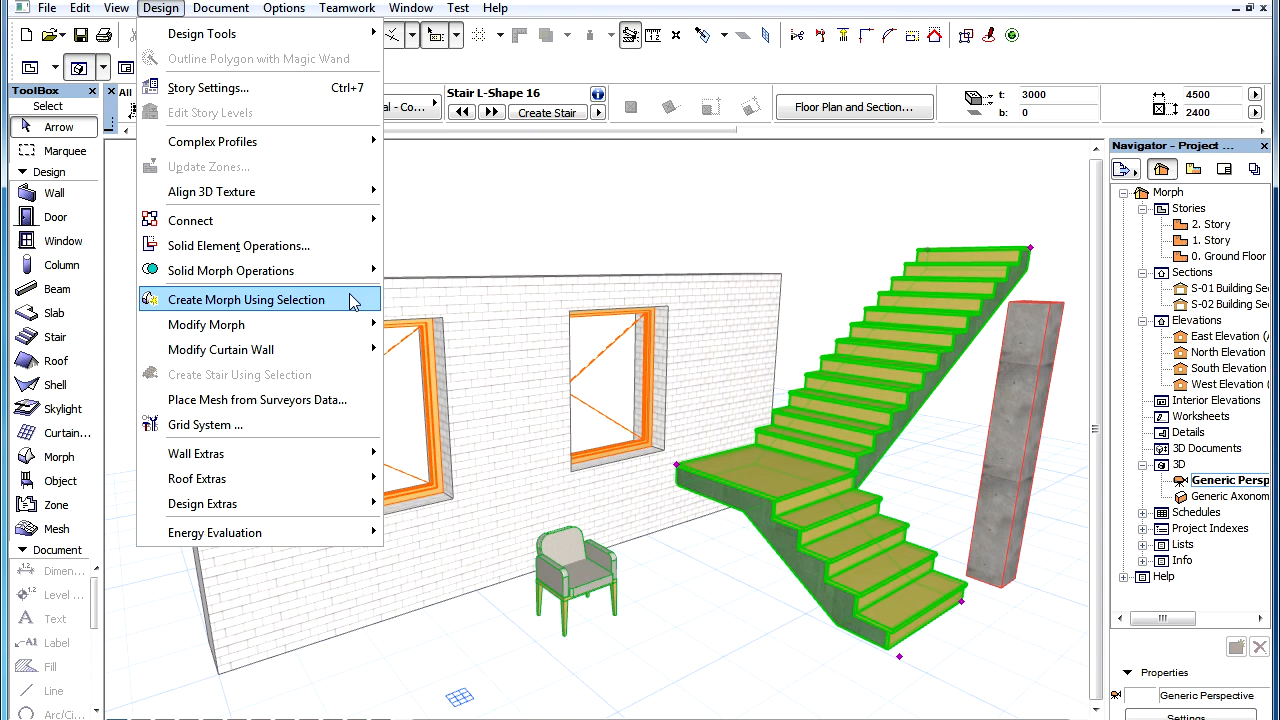 File Edit View Design Document Options Teamwork Window Test Help
Design Tools
Outline Polygon with Magic Wand
Story Settings... Ctrl+7
Edit Story Levels
Complex Profiles
Update Zones...
Align 3D Texture
Connect
Solid Element Operations...
Solid Morph Operations
Create Morph Using Selection
Modify Morph
Modify Curtain Wall
Create Stair Using Selection
Place Mesh from Surveyors Data...
Grid System ...
Wall Extras
Roof Extras
Design Extras
Energy Evaluation
ToolBox
Select
Arrow
Marquee
Design
Wall
Door
Window
Column
Beam
Slab
Stair
Roof
Shell
Skylight
Curtain...
Morph
Object
Zone
Mesh
Document
Dimen...
Level ...
Text
Label
Fill
Line
Arc/Ci...
All
al - Co...
Stair L-Shape 16
Create Stair
Floor Plan and Section...
t: 3000
b: 0
4500
2400
Navigator - Project ...
Morph
Stories
2. Story
1. Story
0. Ground Floor
Sections
S-01 Building Se
S-02 Building Se
Elevations
East Elevation (
North Elevation
South Elevation
West Elevation (
Interior Elevations
Worksheets
Details
3D Documents
3D
Generic Persp
Generic Axonom
Schedules
Project Indexes
Lists
Info
Help
Properties
Generic Perspective
Settings...